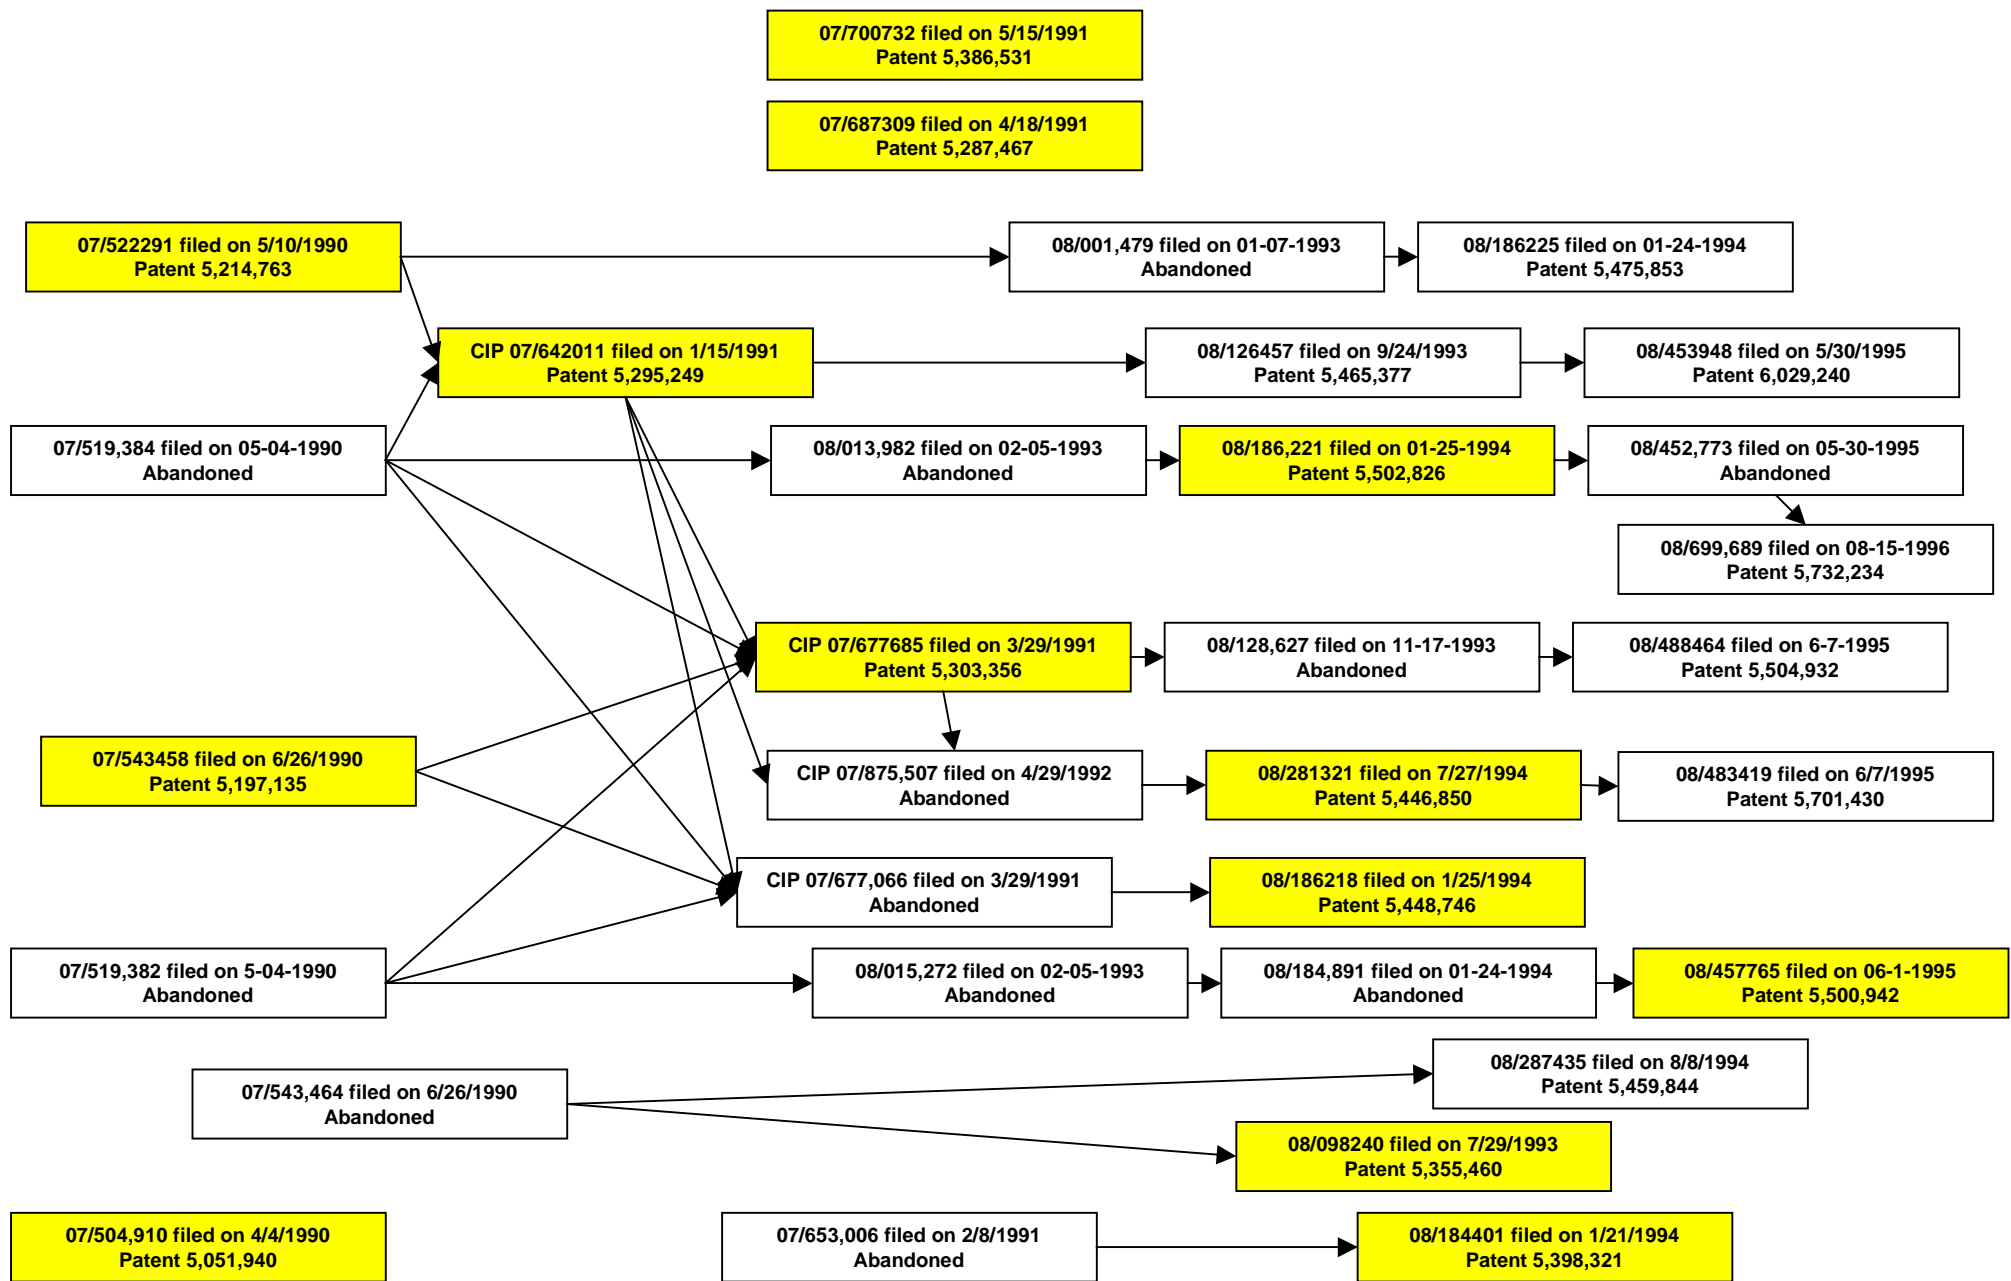 07/700732 filed on 5/15/1991
Patent 5,386,531
07/687309 filed on 4/18/1991
Patent 5,287,467
07/522291 filed on 5/10/1990
Patent 5,214,763
08/001,479 filed on 01-07-1993
Abandoned
08/186225 filed on 01-24-1994
Patent 5,475,853
CIP 07/642011 filed on 1/15/1991
Patent 5,295,249
08/126457 filed on 9/24/1993
Patent 5,465,377
08/453948 filed on 5/30/1995
Patent 6,029,240
07/519,384 filed on 05-04-1990
Abandoned
08/013,982 filed on 02-05-1993
Abandoned
08/186,221 filed on 01-25-1994
Patent 5,502,826
08/452,773 filed on 05-30-1995
Abandoned
08/699,689 filed on 08-15-1996
Patent 5,732,234
CIP 07/677685 filed on 3/29/1991
Patent 5,303,356
08/128,627 filed on 11-17-1993
Abandoned
08/488464 filed on 6-7-1995
Patent 5,504,932
07/543458 filed on 6/26/1990
Patent 5,197,135
CIP 07/875,507 filed on 4/29/1992
Abandoned
08/281321 filed on 7/27/1994
Patent 5,446,850
08/483419 filed on 6/7/1995
Patent 5,701,430
CIP 07/677,066 filed on 3/29/1991
Abandoned
08/186218 filed on 1/25/1994
Patent 5,448,746
07/519,382 filed on 5-04-1990
Abandoned
08/015,272 filed on 02-05-1993
Abandoned
08/184,891 filed on 01-24-1994
Abandoned
08/457765 filed on 06-1-1995
Patent 5,500,942
07/543,464 filed on 6/26/1990
Abandoned
08/287435 filed on 8/8/1994
Patent 5,459,844
08/098240 filed on 7/29/1993
Patent 5,355,460
07/504,910 filed on 4/4/1990
Patent 5,051,940
07/653,006 filed on 2/8/1991
Abandoned
08/184401 filed on 1/21/1994
Patent 5,398,321